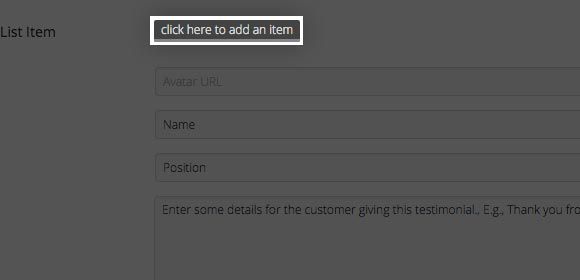 List Item
click here to add an item
Avatar URL
Name
Position
Enter some details for the customer giving this testimonial., E.g., Thank you fro